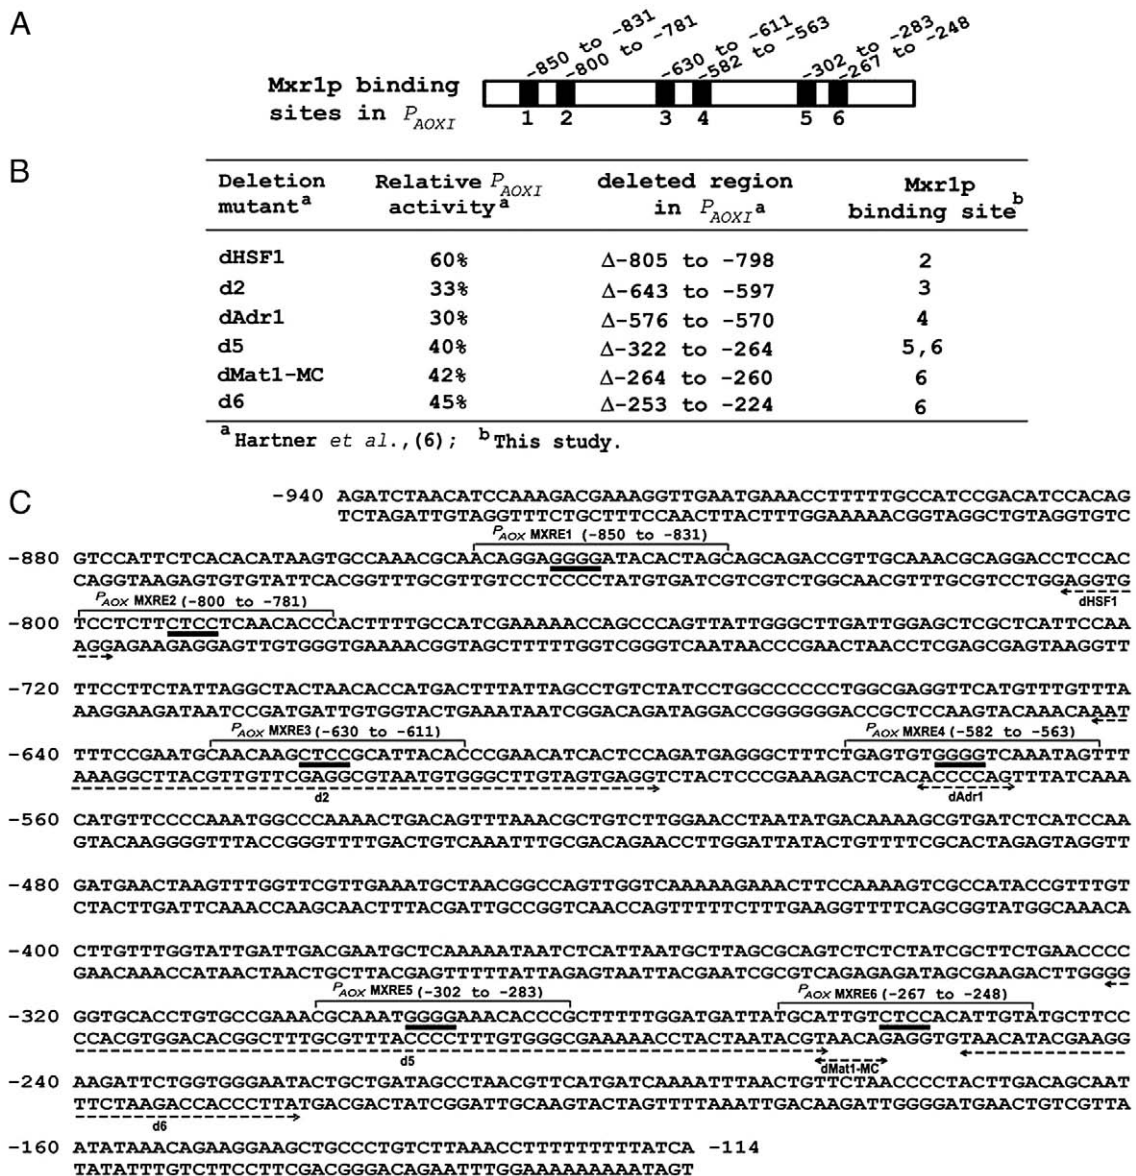 A
-850 to -831
-800 to -781
-630 to -611
-582 to -563
-302 to -283
-267 to -248
Mxr1p binding
sites in PAOXI
1 2 3 4 5 6
B
Deletion mutant a Relative PAOXI activity a deleted region in PAOXI a Mxr1p binding site b
dHSF1 60% Δ-805 to -798 2
d2 33% Δ-643 to -597 3
dAdr1 30% Δ-576 to -570 4
d5 40% Δ-322 to -264 5,6
dMat1-MC 42% Δ-264 to -260 6
d6 45% Δ-253 to -224 6
a Hartner et al.,(6); b This study.
C
-940 AGATCTAACATCCAAAGACGAAAGGTTGAATGAAACCTTTTTGCCATCCGACATCCACAG
TCTAGATTGTAGGTTTCTGCTTTCCAACTTACTTTGGAAAAACGGTAGGCTGTAGGTGTC
PAOX MXRE1 (-850 to -831)
-880 GTCCATTCTCACACATAAGTGCCAAACGCAACAGGAGGGGATACACTAGCAGCAGACCGTTGCAAACGCAGGACCTCCAC
CAGGTAAGAGTGTGTATTCACGGTTTGCGTTGTCCTCCCCTATGTGATCGTCGTCTGGCAACGTTTGCGTCCTGGAGGTG
dHSF1
PAOX MXRE2 (-800 to -781)
-800 TCCTCTTCTCCTCAACACCCACTTTTGCCATCGAAAAACCAGCCCAGTTATTGGGCTTGATTGGAGCTCGCTCATTCCAA
AGGAGAAGAGGAGTTGTGGGTGAAAACGGTAGCTTTTTGGTCGGGTCAATAACCCGAACTAACCTCGAGCGAGTAAGGTT
-720 TTCCTTCTATTAGGCTACTAACACCATGACTTTATTAGCCTGTCTATCCTGGCCCCCCTGGCGAGGTTCATGTTTGTTTA
AAGGAAGATAATCCGATGATTGTGGTACTGAAATAATCGGACAGATAGGACCGGGGGGACCGCTCCAAGTACAAACAAAT
PAOX MXRE3 (-630 to -611) PAOX MXRE4 (-582 to -563)
-640 TTTCCGAATGCAACAAGCTCCGCATTACACCCGAACATCACTCCAGATGAGGGCTTTCTGAGTGTGGGGTCAAATAGTTT
AAAGGCTTACGTTGTTCGAGGCGTAATGTGGGCTTGTAGTGAGGTCTACTCCCGAAAGACTCACACCCCAGTTTATCAAA
d2 dAdr1
-560 CATGTTCCCCAAATGGCCCAAAACTGACAGTTTAAACGCTGTCTTGGAACCTAATATGACAAAAGCGTGATCTCATCCAA
GTACAAGGGGTTTACCGGGTTTTGACTGTCAAATTTGCGACAGAACCTTGGATTATACTGTTTTCGCACTAGAGTAGGTT
-480 GATGAACTAAGTTTGGTTCGTTGAAATGCTAACGGCCAGTTGGTCAAAAAGAAACTTCCAAAAGTCGCCATACCGTTTGT
CTACTTGATTCAAACCAAGCAACTTTACGATTGCCGGTCAACCAGTTTTTCTTTGAAGGTTTTCAGCGGTATGGCAAACA
-400 CTTGTTTGGTATTGATTGACGAATGCTCAAAAATAATCTCATTAATGCTTAGCGCAGTCTCTCTATCGCTTCTGAACCCC
GAACAAACCATAACTAACTGCTTACGAGTTTTTATTAGAGTAATTACGAATCGCGTCAGAGAGATAGCGAAGACTTGGGG
PAOX MXRE5 (-302 to -283) PAOX MXRE6 (-267 to -248)
-320 GGTGCACCTGTGCCGAAACGCAAATGGGGAAACACCCGCTTTTTGGATGATTATGCATTGTCTCCACATTGTATGCTTCC
CCACGTGGACACGGCTTTGCGTTTACCCCTTTGTGGGCGAAAAACCTACTAATACGTAACAGAGGTGTAACATACGAAGG
d5 dMat1-MC
-240 AAGATTCTGGTGGGAATACTGCTGATAGCCTAACGTTCATGATCAAAATTTAACTGTTCTAACCCCTACTTGACAGCAAT
TTCTAAGACCACCCTTATGACGACTATCGGATTGCAAGTACTAGTTTTAAATTGACAAGATTGGGGATGAACTGTCGTTA
d6
-160 ATATAAACAGAAGGAAGCTGCCCTGTCTTAAACCTTTTTTTTTATCA -114
TATATTTGTCTTCCTTCGACGGGACAGAATTTGGAAAAAAAAATAGT